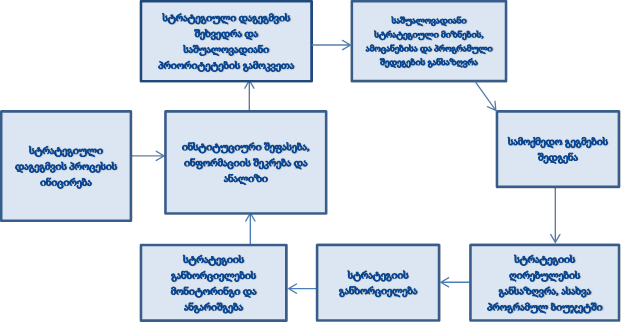 სტრატეგიული დაგეგმვის
შეხვედრა და
საშუალოვადიანი
პრიორიტეტების გამოკვეთა
საშუალოვადიანი
სტრატეგიული მიზნების,
ამოცანებისა და პროგრამული
შედეგების განსაზღვრა
სტრატეგიული
დაგეგმვის პროცესის
ინიცირება
ინსტიტუციური შეფასება,
ინფორმაციის შეკრება და
ანალიზი
სამოქმედო გეგმების
შედგენა
სტრატეგიის
განხორციელების
მონიტორინგი და
ანგარიშგება
სტრატეგიის
განხორციელება
სტრატეგიის
ღირებულების
განსაზღვრა, ასახვა
პროგრამულ ბიუჯეტში